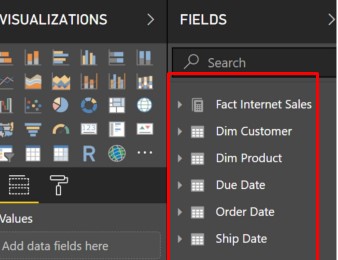 VISUALIZATIONS
Values
Add data fields here
FIELDS
Search
Fact Internet Sales
Dim Customer
Dim Product
Due Date
Order Date
Ship Date